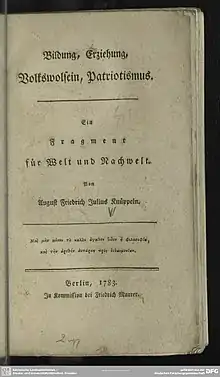 Bildung, Erziehung,
Volkswolsein, Patriotismus.
Ein
Fragment
für Welt und Nachwelt.
Von
August Friedrich Julius Knüppeln.
Berlin, 1783.
In Kommission bei Friedrich Maurer.